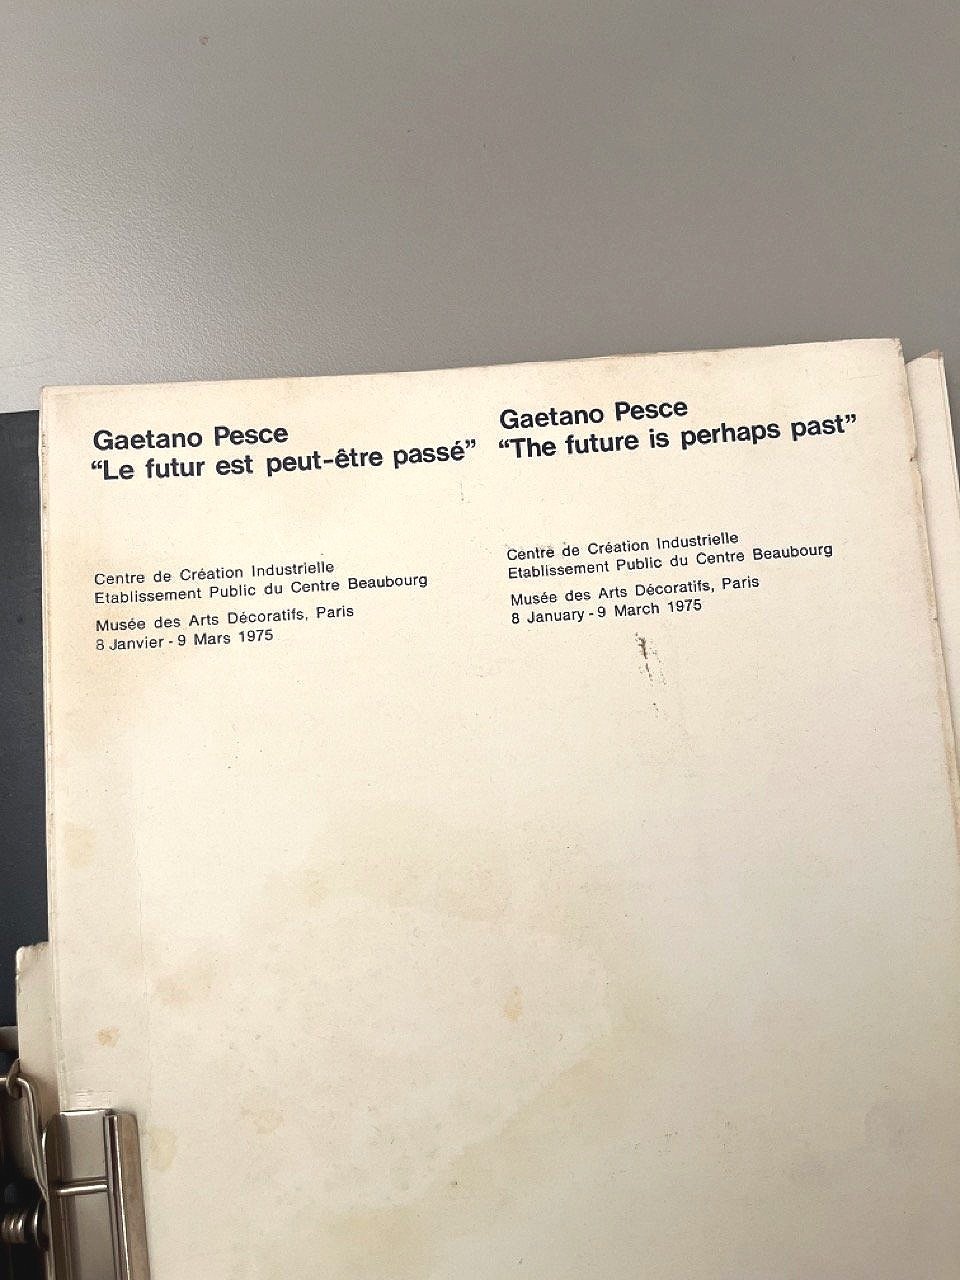 Gaetano Pesce
“Le futur est peut-être passé”
Centre de Création Industrielle
Etablissement Public du Centre Beaubourg
Musée des Arts Décoratifs, Paris
8 Janvier - 9 Mars 1975
Gaetano Pesce
“The future is perhaps past”
Centre de Création Industrielle
Etablissement Public du Centre Beaubourg
Musée des Arts Décoratifs, Paris
8 January - 9 March 1975